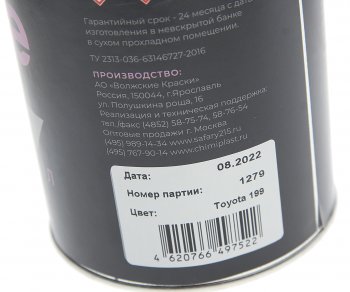 Гарантийный срок - 24 месяца с дат
изготовления в невскрытой банке
в сухом прохладном помещении.
ТУ 2313-036-63146727-2016
ПРОИЗВОДСТВО:
АО «Волжские Краски»
Россия, 150044, г.Ярославль
ул. Полушкина роща, 16
Реализация и техническая поддержка:
тел./факс (4852) 58-75-74, 58-76-54
Оптовые продажи г. Москва
(495) 989-14-34 www.safary215.ru
(495) 767-90-14 www.chimiplast.
Дата: 08.2022
Номер партии: 1279
Цвет: Toyota 199
4 620766 497522